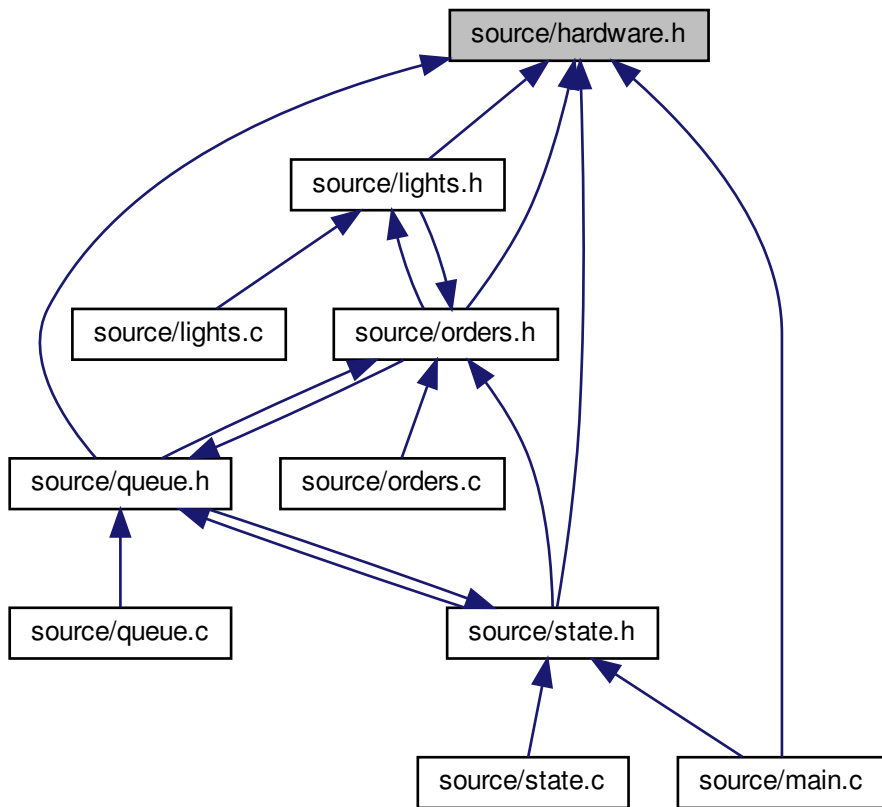 source/hardware.h
source/lights.h
source/lights.c
source/orders.h
source/queue.h
source/orders.c
source/queue.c
source/state.h
source/state.c
source/main.c